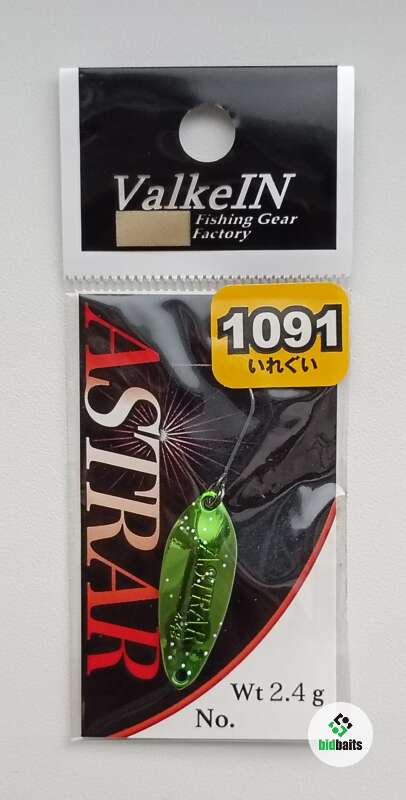 ValkeIN
Fishing Gear
Factory
1091
いれぐい
ASTRAR
ASTRAR
Wt 2.4 g
No.
bidbaits